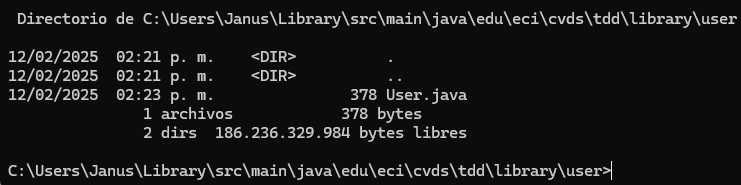 Directorio de C:\Users\Janus\Library\src\main\java\edu\eci\cvds\tdd\library\user
12/02/2025  02:21 p. m.    <DIR>          .
12/02/2025  02:21 p. m.    <DIR>          ..
12/02/2025  02:23 p. m.               378 User.java
               1 archivos            378 bytes
               2 dirs  186.236.329.984 bytes libres
C:\Users\Janus\Library\src\main\java\edu\eci\cvds\tdd\library\user>